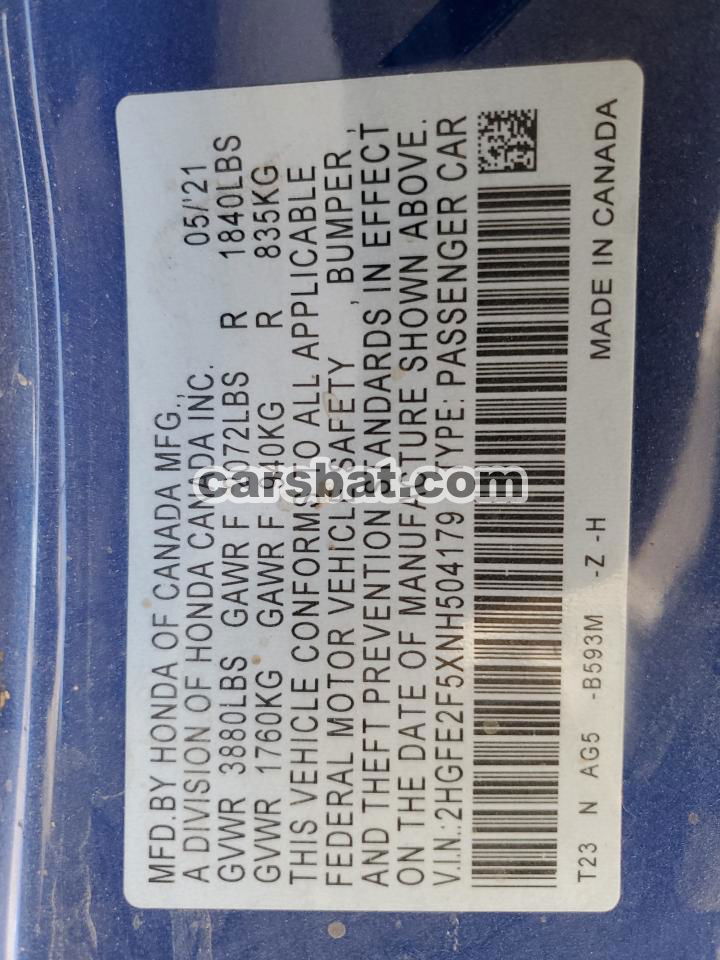 MFD.BY HONDA OF CANADA MFG.,
A DIVISION OF HONDA CANADA INC. 05/'21
GVWR 3880LBS GAWR F 072LBS R 1840LBS
GVWR 1760KG GAWR F 940KG R 835KG
THIS VEHICLE CONFORMS TO ALL APPLICABLE
FEDERAL MOTOR VEHICLE SAFETY , BUMPER ,
AND THEFT PREVENTION STANDARDS IN EFFECT
ON THE DATE OF MANUFACTURE SHOWN ABOVE.
V.I.N.:2HGFE2F5XNH504179 TYPE: PASSENGER CAR
T23 N AG5 -B593M -Z -H MADE IN CANADA
carsbat.com